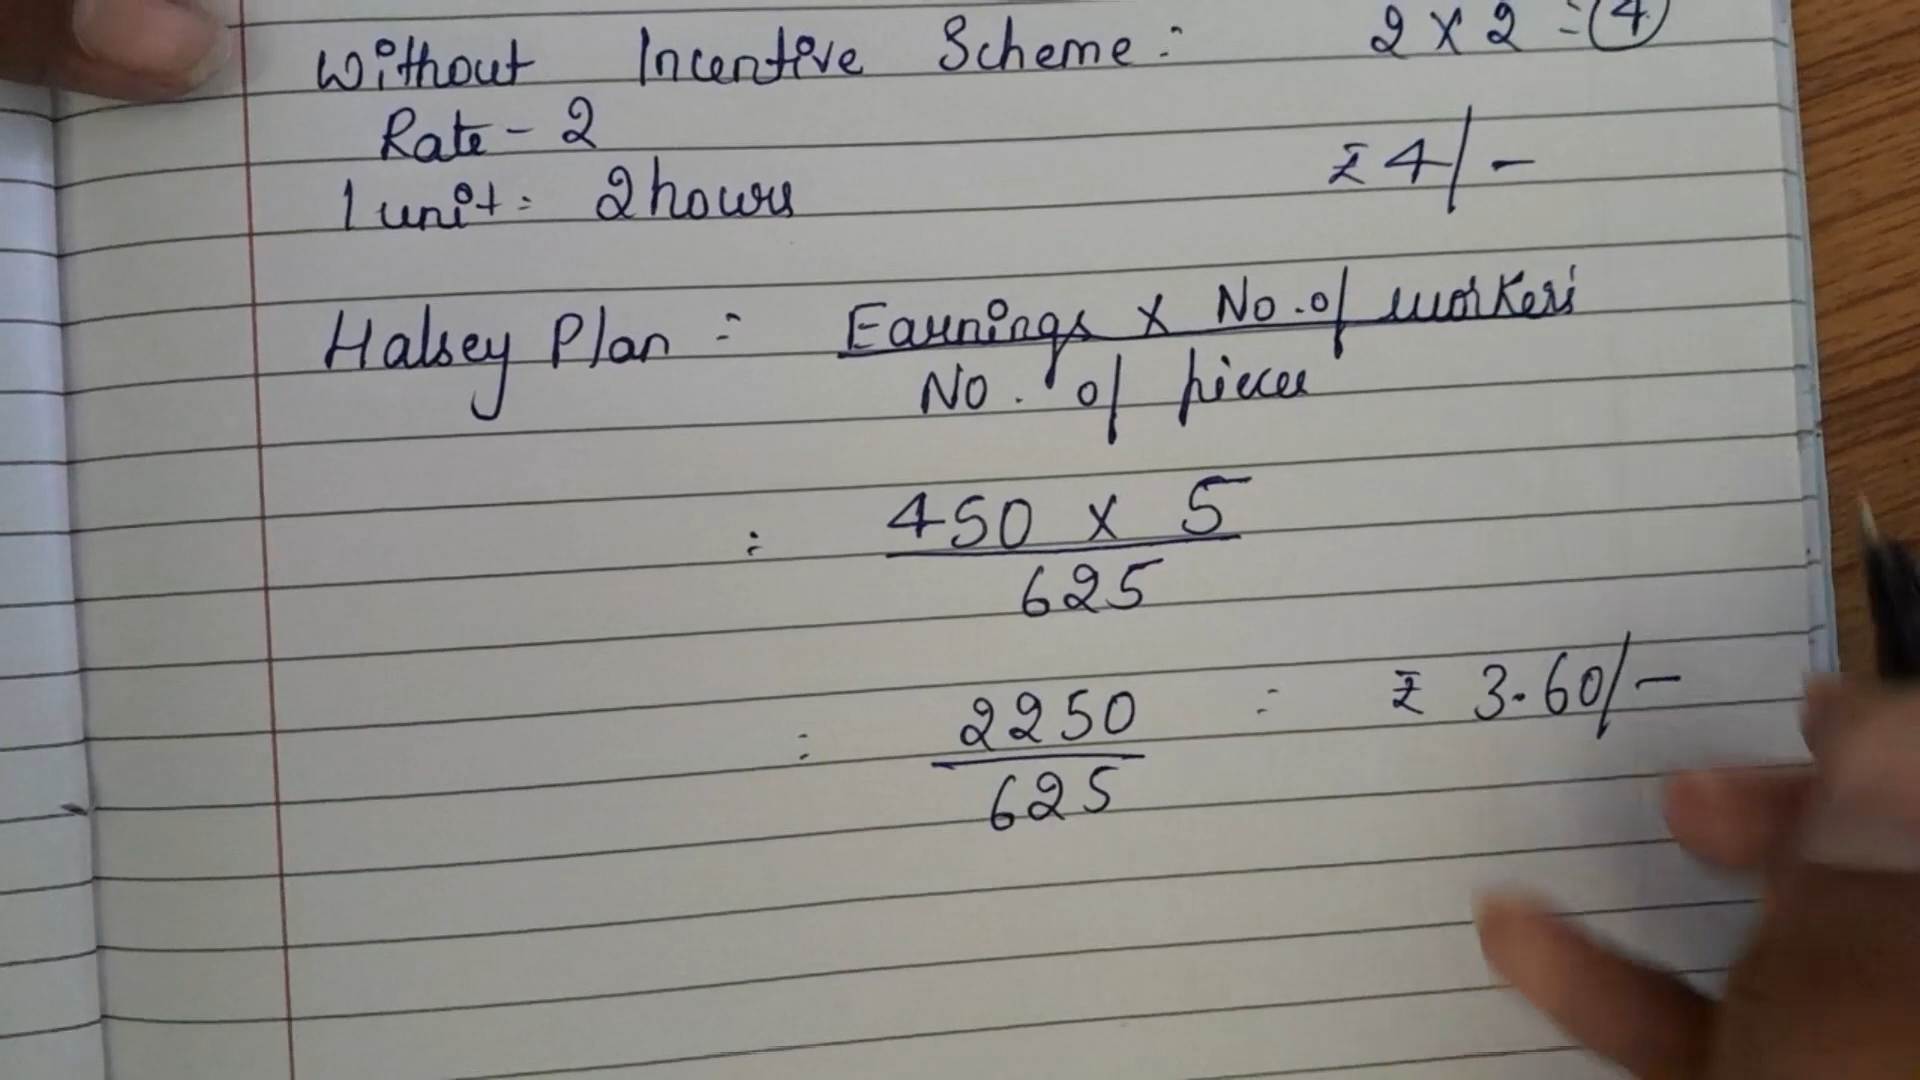 Without Incentive Scheme : 2 x 2 = 4
Rate - 2
₹ 4/-
1 unit = 2 hours
Halsey Plan = Earnings x No. of workers
No. of pieces
= 450 x 5
625
= 2250 = ₹ 3.60/-
625